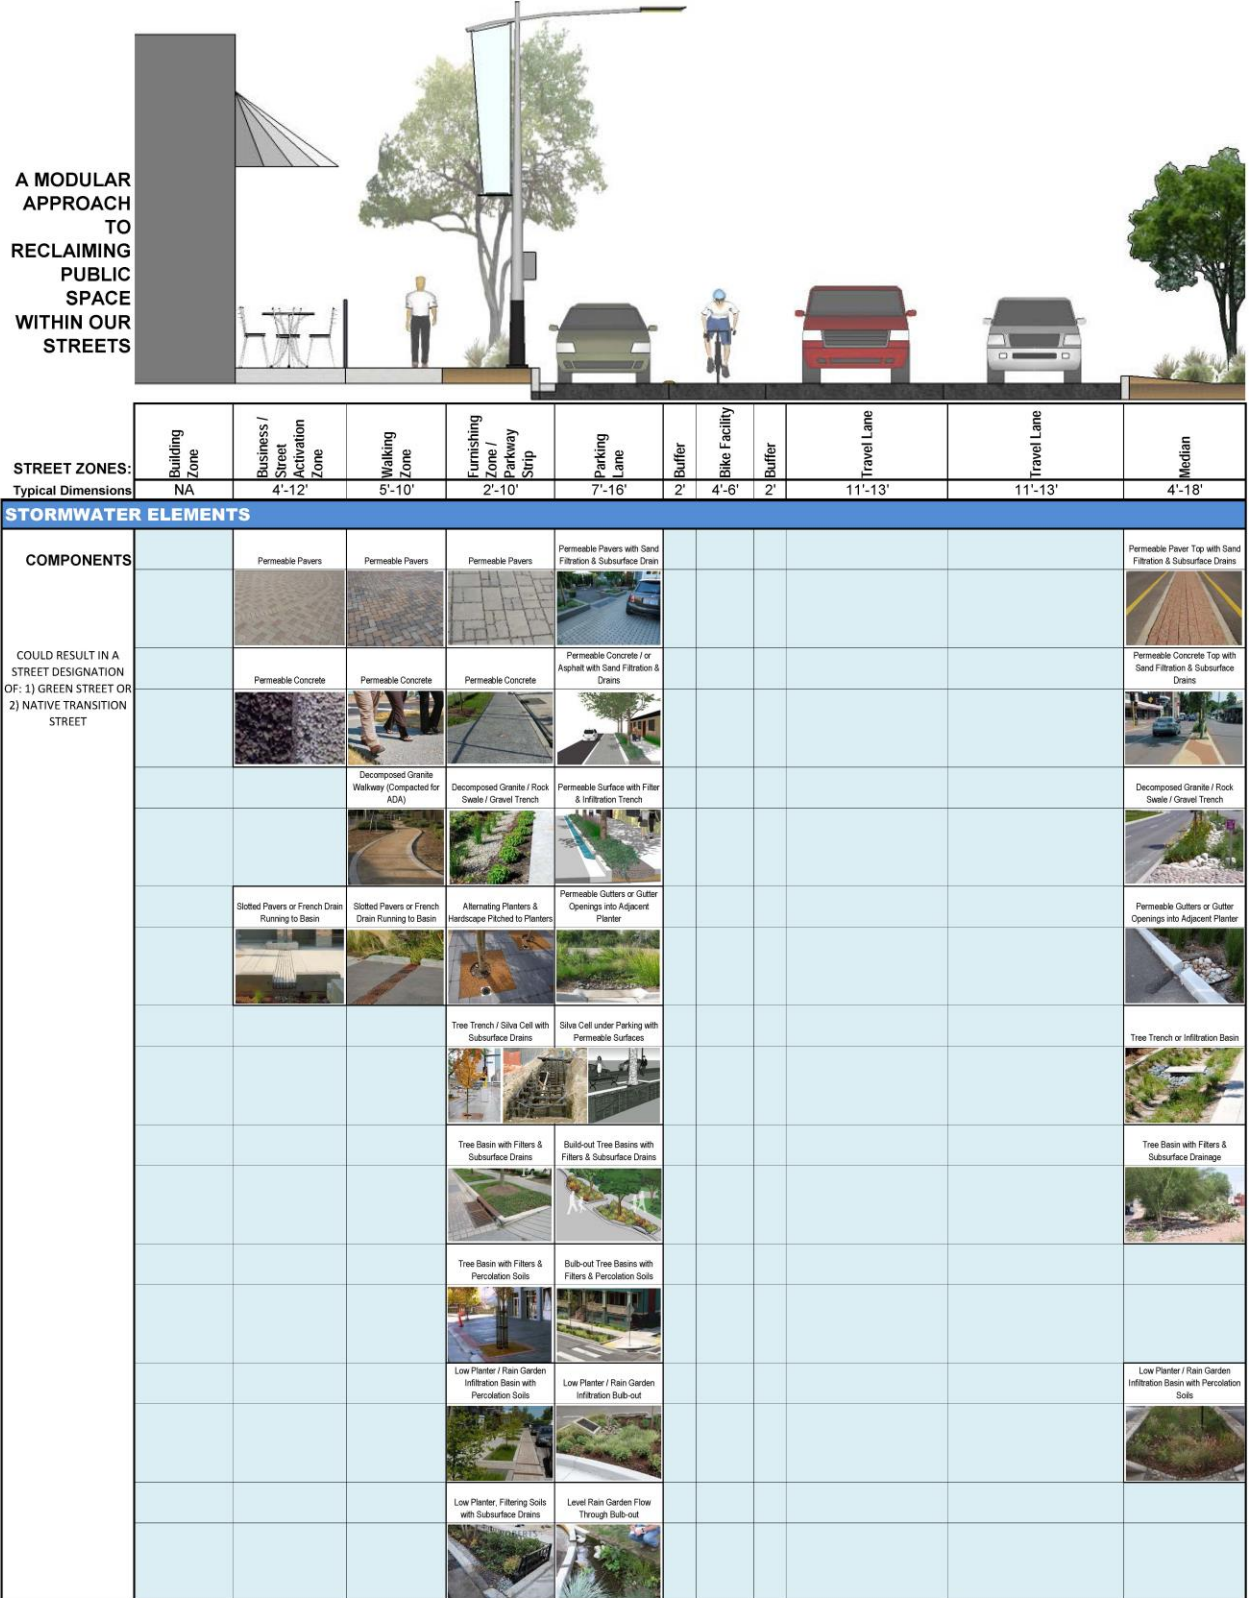 A MODULAR
APPROACH
TO
RECLAIMING
PUBLIC
SPACE
WITHIN OUR
STREETS
STREET ZONES:
Building
Zone
Business /
Street
Activation
Zone
Walking
Zone
Furnishing
Zone /
Parkway
Strip
Parking
Lane
Buffer
Bike Facility
Buffer
Travel Lane
Travel Lane
Median
Typical Dimensions NA 4'-12' 5'-10' 2'-10' 7'-16' 2' 4'-6' 2' 11'-13' 11'-13' 4'-18'
STORMWATER ELEMENTS
COMPONENTS
Permeable Pavers
Permeable Pavers
Permeable Pavers
Permeable Pavers with Sand
Filtration & Subsurface Drain
Permeable Paver Top with Sand
Filtration & Subsurface Drains
COULD RESULT IN A
STREET DESIGNATION
OF: 1) GREEN STREET OR
2) NATIVE TRANSITION
STREET
Permeable Concrete
Permeable Concrete
Permeable Concrete
Permeable Concrete / or
Asphalt with Sand Filtration &
Drains
Permeable Concrete Top with
Sand Filtration & Subsurface
Drains
Decomposed Granite
Walkway (Compacted for
ADA)
Decomposed Granite / Rock
Swale / Gravel Trench
Permeable Surface with Filter
& Infiltration Trench
Decomposed Granite / Rock
Swale / Gravel Trench
Slotted Pavers or French Drain
Running to Basin
Slotted Pavers or French
Drain Running to Basin
Alternating Planters &
Hardscape Pitched to Planters
Permeable Gutters or Gutter
Openings into Adjacent
Planter
Permeable Gutters or Gutter
Openings into Adjacent Planter
Tree Trench / Silva Cell with
Subsurface Drains
Silva Cell under Parking with
Permeable Surfaces
Tree Trench or Infiltration Basin
Tree Basin with Filters &
Subsurface Drains
Build-out Tree Basins with
Filters & Subsurface Drains
Tree Basin with Filters &
Subsurface Drainage
Tree Basin with Filters &
Percolation Soils
Bulb-out Tree Basins with
Filters & Percolation Soils
Low Planter / Rain Garden
Infiltration Basin with
Percolation Soils
Low Planter / Rain Garden
Infiltration Bulb-out
Low Planter / Rain Garden
Infiltration Basin with Percolation
Soils
Low Planter, Filtering Soils
with Subsurface Drains
Level Rain Garden Flow
Through Bulb-out